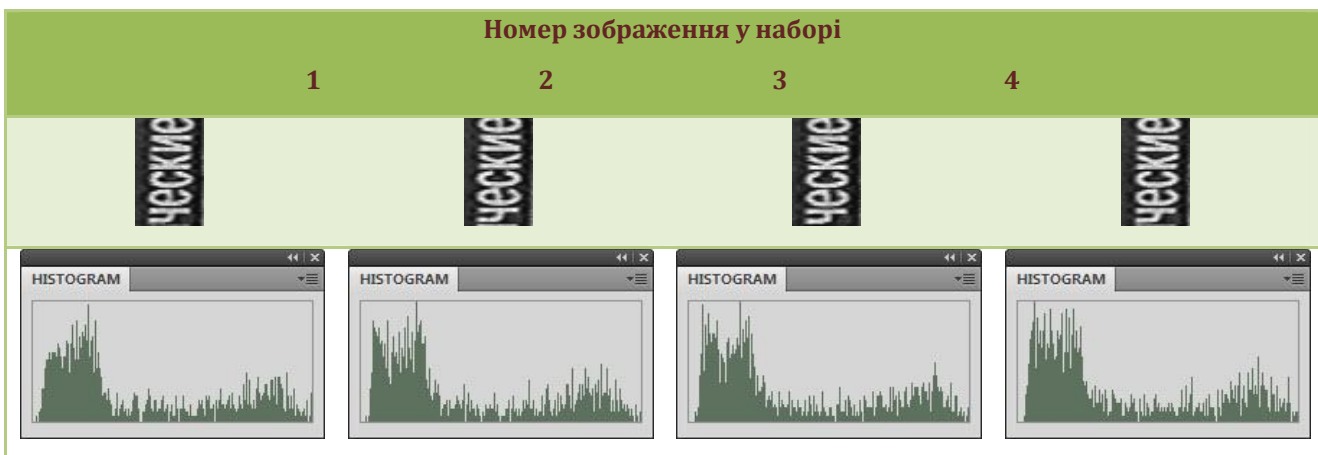 Номер зображення у наборі
1 2 3 4
ческие ческие ческие ческие
HISTOGRAM HISTOGRAM HISTOGRAM HISTOGRAM